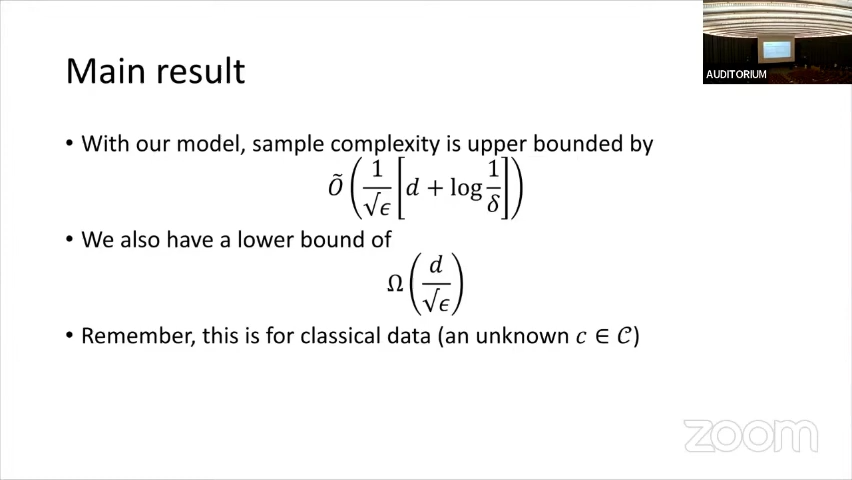 AUDITORIUM
Main result
• With our model, sample complexity is upper bounded by
Õ(1/√ϵ [d + log 1/δ])
• We also have a lower bound of
Ω(d/√ϵ)
• Remember, this is for classical data (an unknown c ∈ 𝒞)
zoom